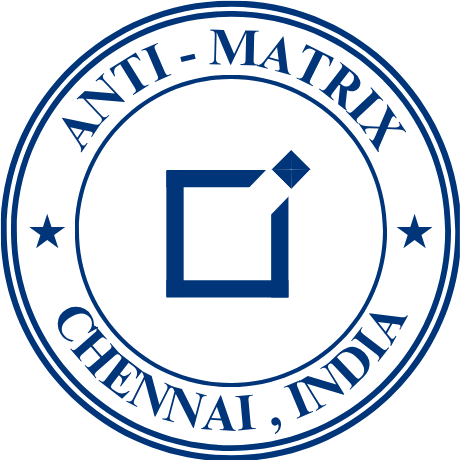 ANTI - MATRIX
CHENNAI , INDIA